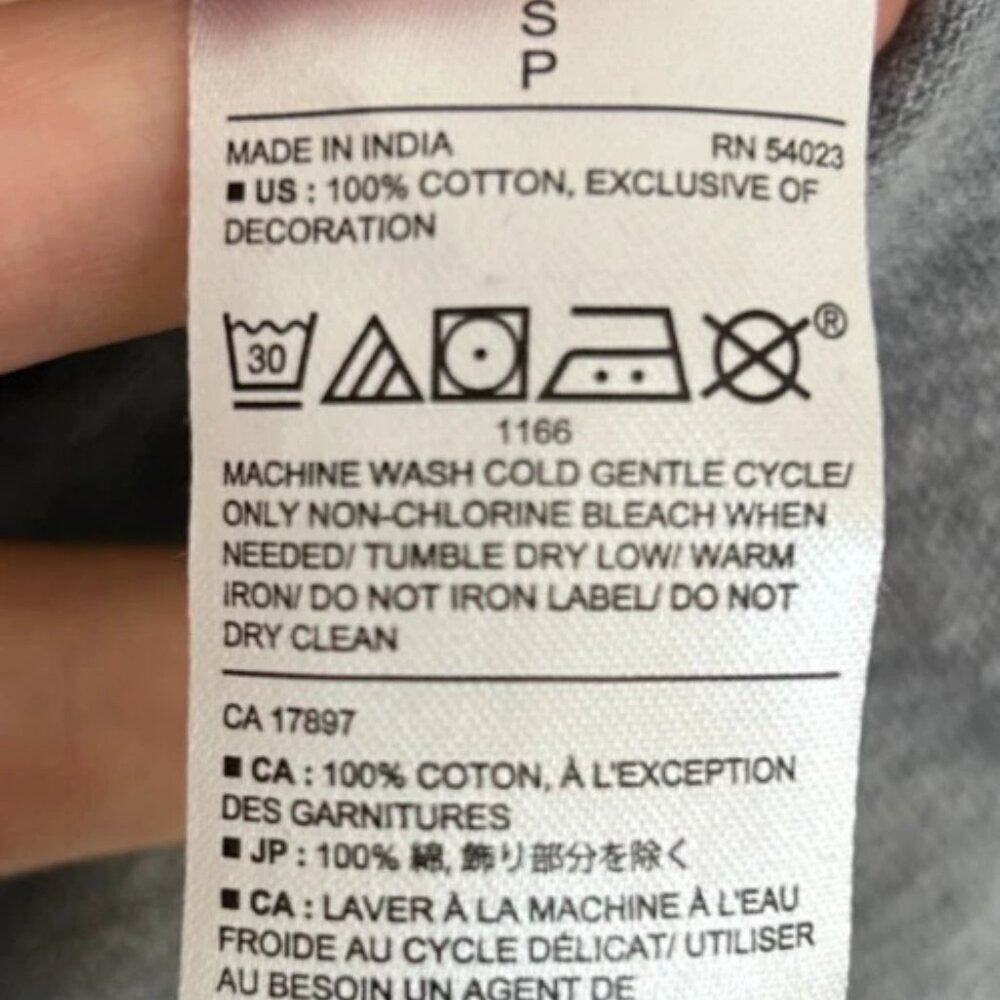 S
P
MADE IN INDIA RN 54023
■ US : 100% COTTON, EXCLUSIVE OF
DECORATION
30 ®
1166
MACHINE WASH COLD GENTLE CYCLE/
ONLY NON-CHLORINE BLEACH WHEN
NEEDED/ TUMBLE DRY LOW/ WARM
IRON/ DO NOT IRON LABEL/ DO NOT
DRY CLEAN
CA 17897
■ CA : 100% COTON, À L'EXCEPTION
DES GARNITURES
■ JP : 100% 綿, 飾り部分を除く
■ CA : LAVER À LA MACHINE À L'EAU
FROIDE AU CYCLE DÉLICAT/ UTILISER
AU BESOIN UN AGENT DE